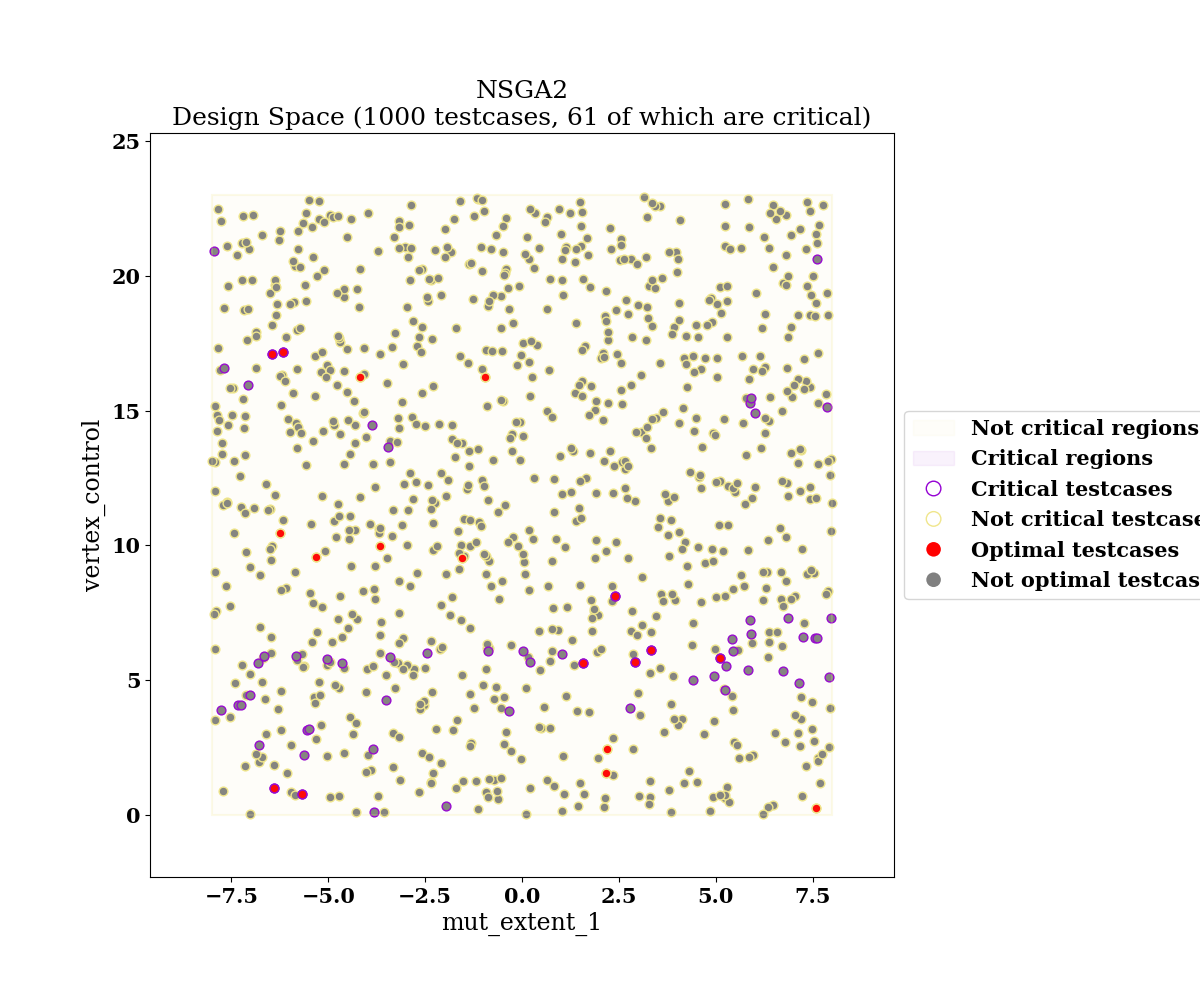 NSGA2
Design Space (1000 testcases, 61 of which are critical)
25
20
15
10
5
0
vertex_control
−7.5 −5.0 −2.5 0.0 2.5 5.0 7.5
mut_extent_1
Not critical regions
Critical regions
Critical testcases
Not critical testcase
Optimal testcases
Not optimal testcas